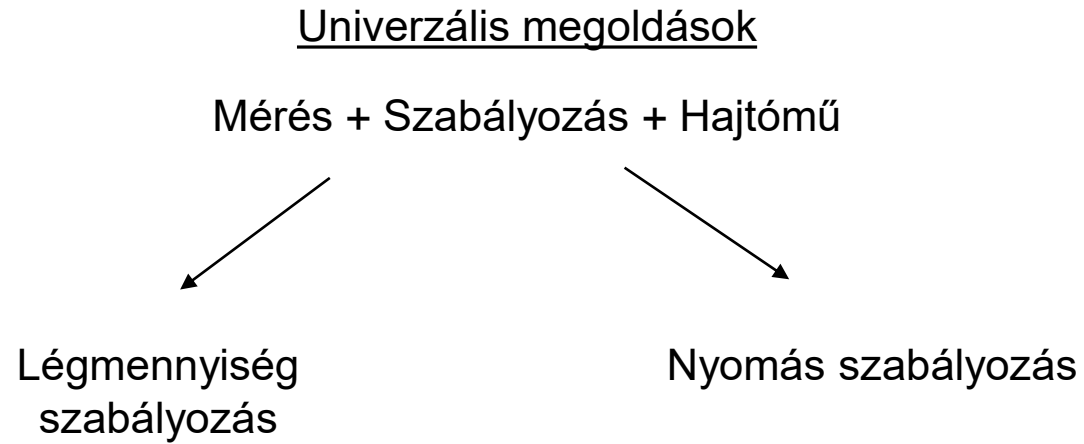 Univerzális megoldások
Mérés + Szabályozás + Hajtómű
Légmennyiség
szabályozás
Nyomás szabályozás